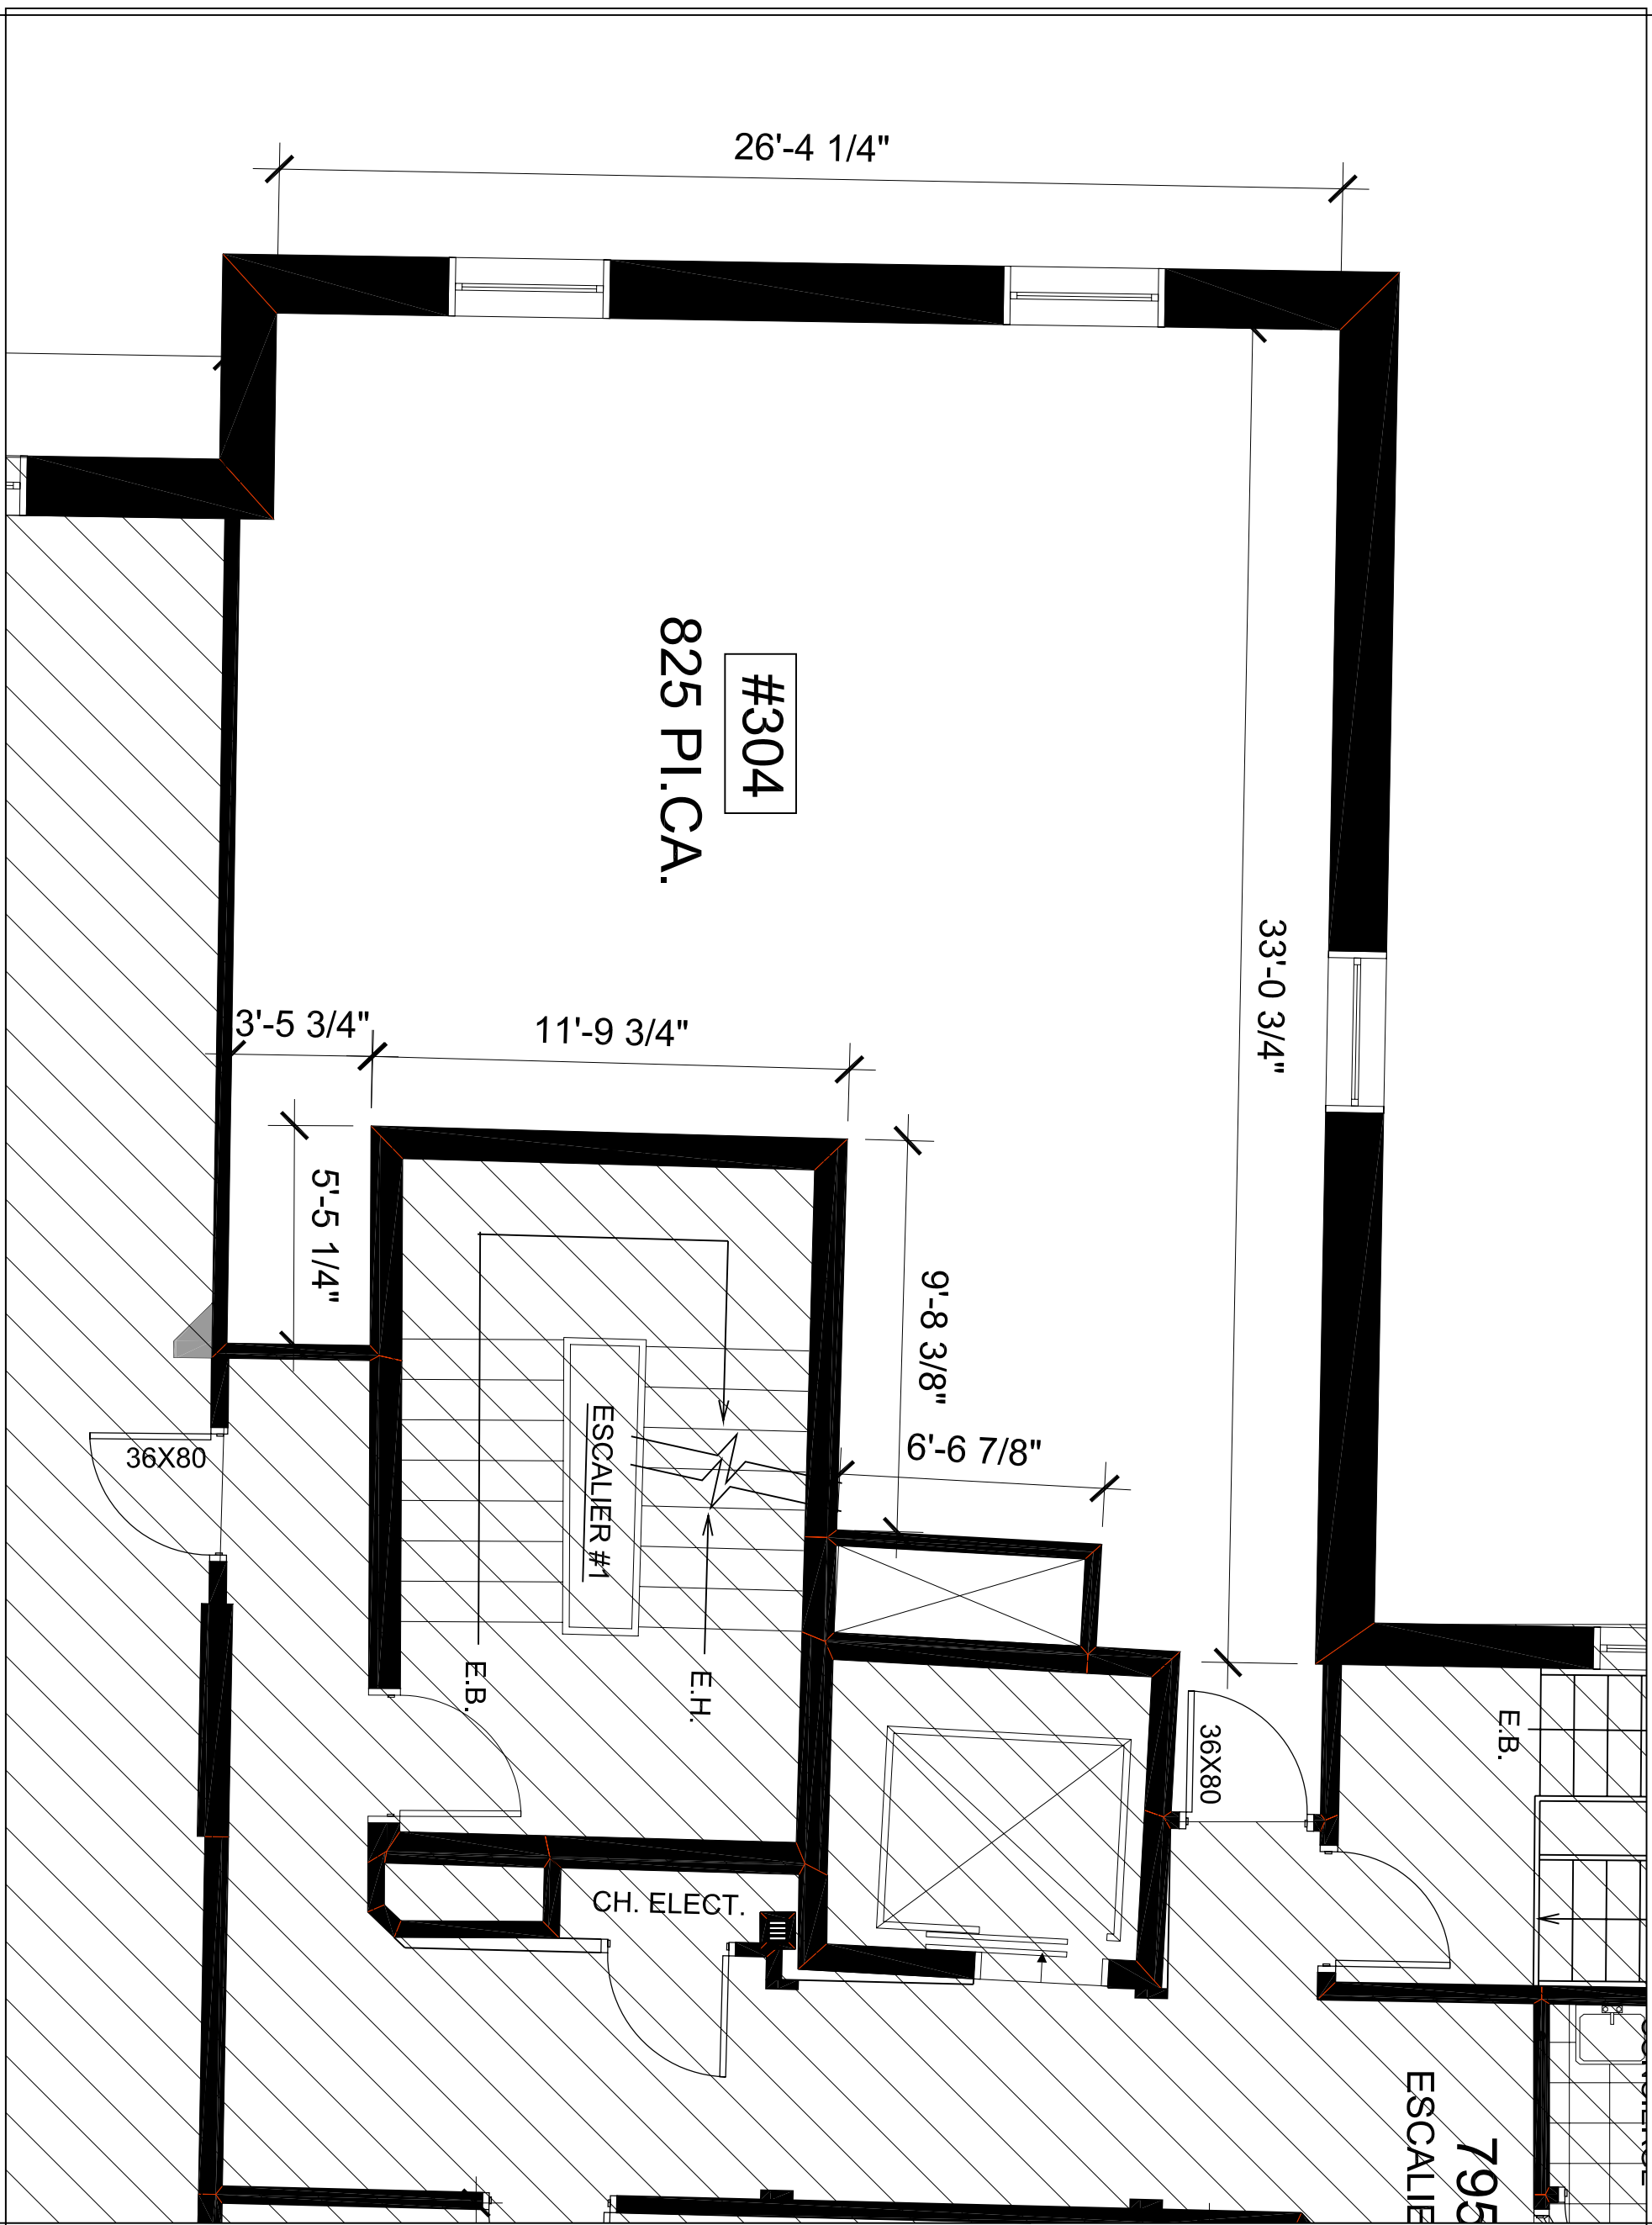 26'-4 1/4"
#304
825 PI.CA.
33'-0 3/4"
3'-5 3/4"
11'-9 3/4"
5'-5 1/4"
9'-8 3/8"
6'-6 7/8"
36X80
ESCALIER #1
E.B.
E.H.
36X80
E.B.
CH. ELECT.
795
ESCALIE